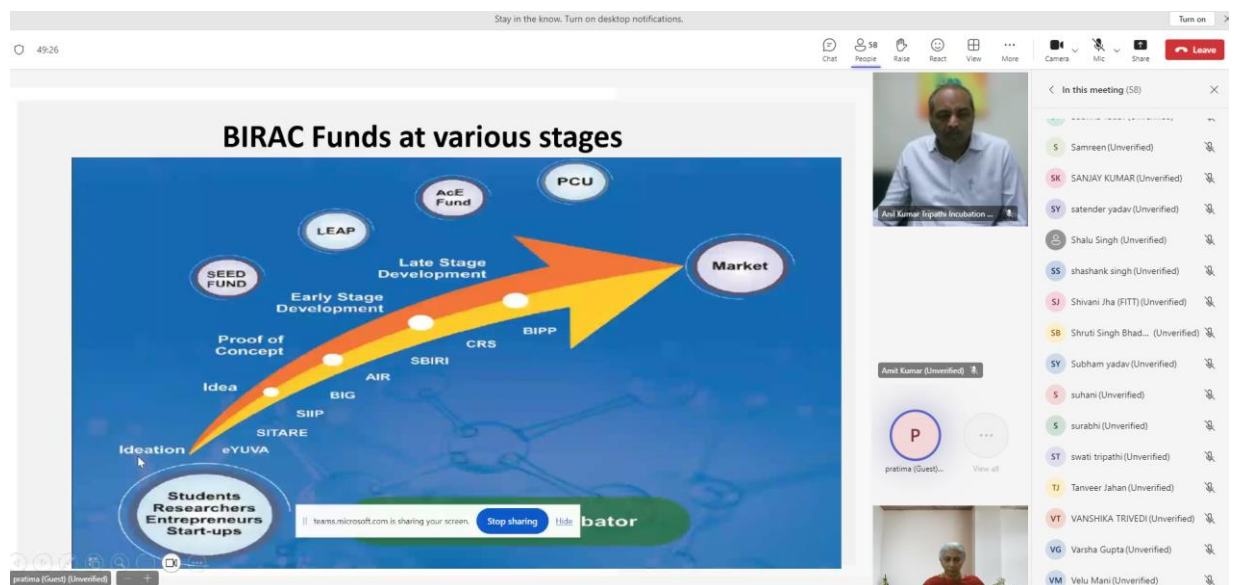 Stay in the know. Turn on desktop notifications.
Turn on
49:26
Chat
58
People
Raise
React
View
More
Camera
Mic
Share
Leave
BIRAC Funds at various stages
PCU
AcE
Fund
LEAP
SEED
FUND
Market
Late Stage
Development
Early Stage
Development
Proof of
Concept
Idea
Ideation
BIPP
CRS
SBIRI
AIR
BIG
SIIP
SITARE
eYUVA
Students
Researchers
Entrepreneurs
Start-ups
teams.microsoft.com is sharing your screen.
Stop sharing
Hide
bator
pratima (Guest) (Unverified)
Anil Kumar Tripathi Incubation ...
Amit Kumar (Unverified)
P
pratima (Guest)...
View all
In this meeting (58)
S Samreen (Unverified)
SK SANJAY KUMAR (Unverified)
SY satender yadav (Unverified)
Shalu Singh (Unverified)
SS shashank singh (Unverified)
SJ Shivani Jha (FITT) (Unverified)
SB Shruti Singh Bhad... (Unverified)
SY Subham yadav (Unverified)
S suhani (Unverified)
S surabhi (Unverified)
ST swati tripathi (Unverified)
TJ Tanveer Jahan (Unverified)
VT VANSHIKA TRIVEDI (Unverified)
VG Varsha Gupta (Unverified)
VM Velu Mani (Unverified)